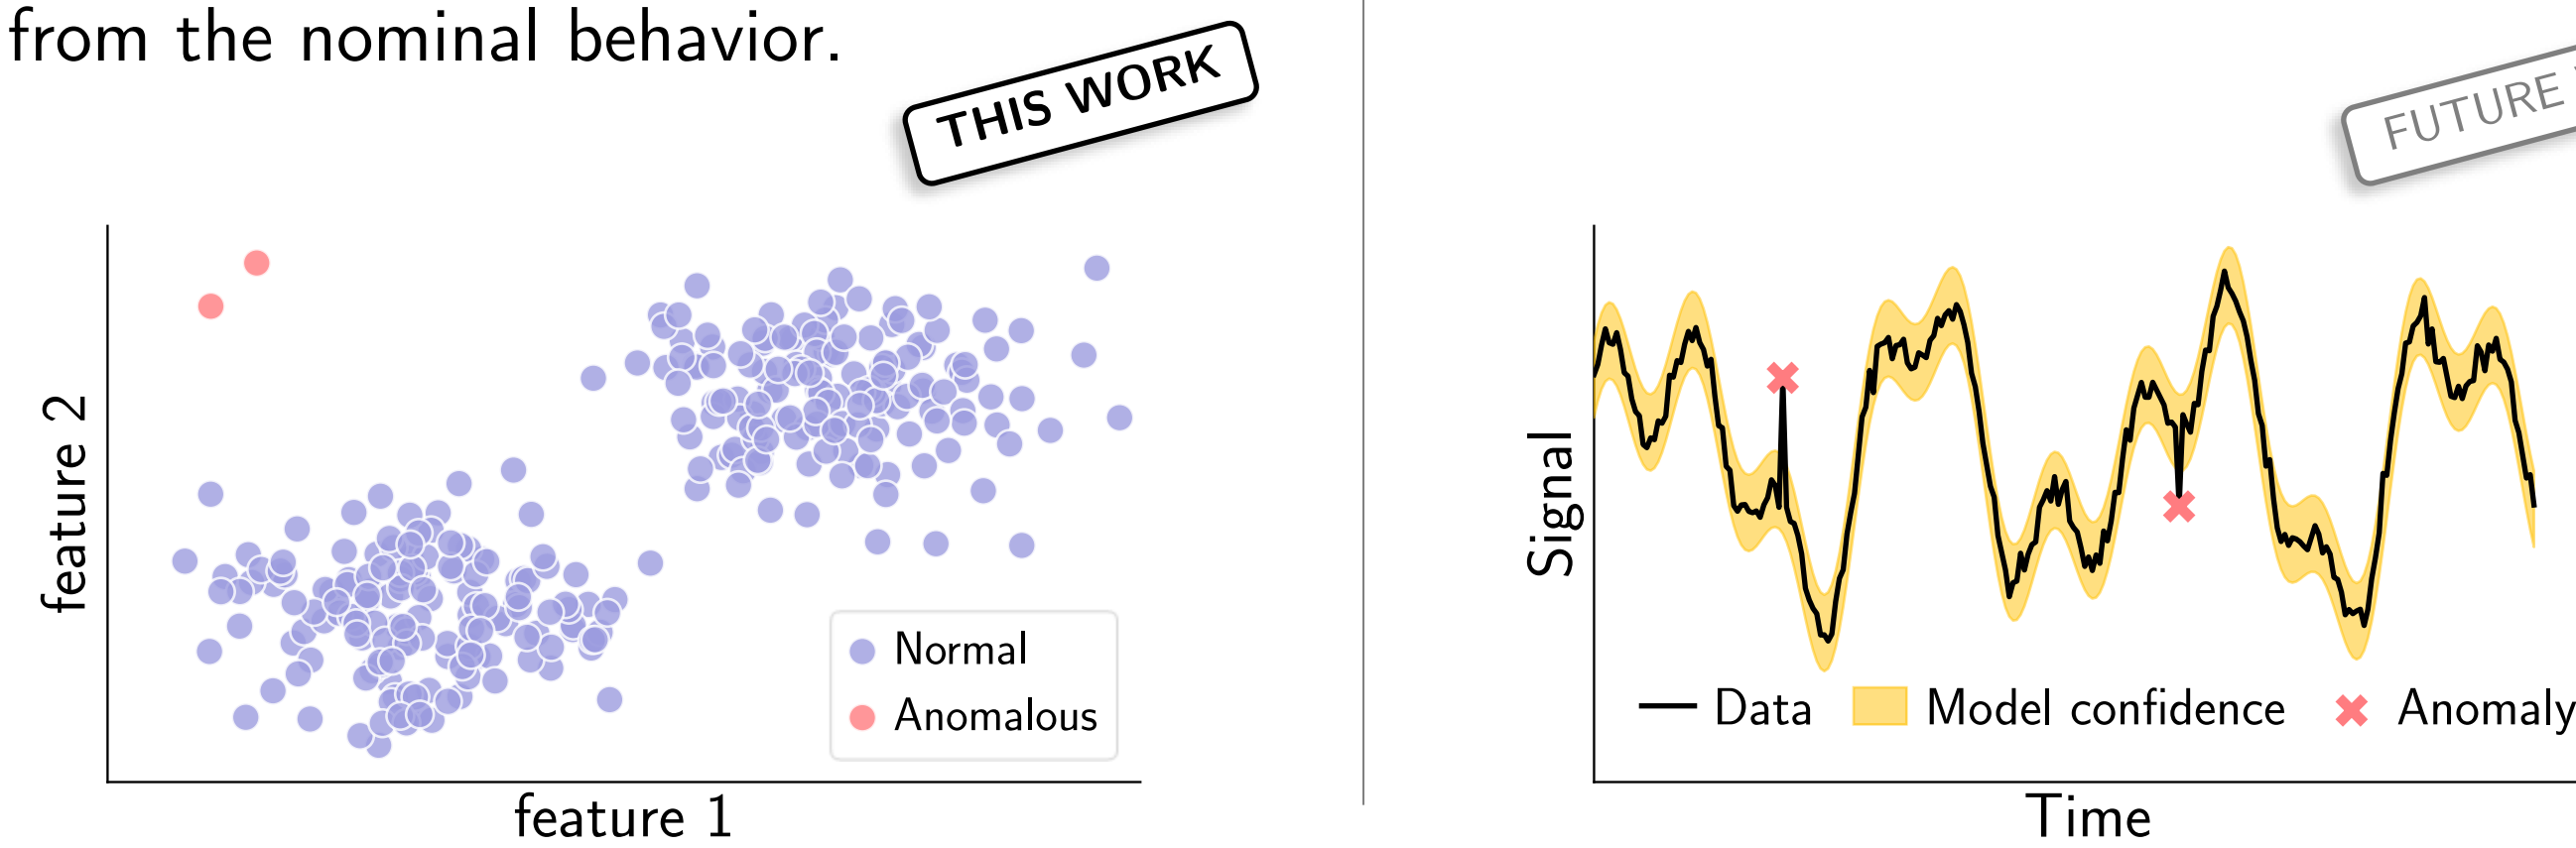 from the nominal behavior.
THIS WORK
feature 2
Normal
Anomalous
feature 1
FUTURE
Signal
Data
Model confidence
Anomaly
Time